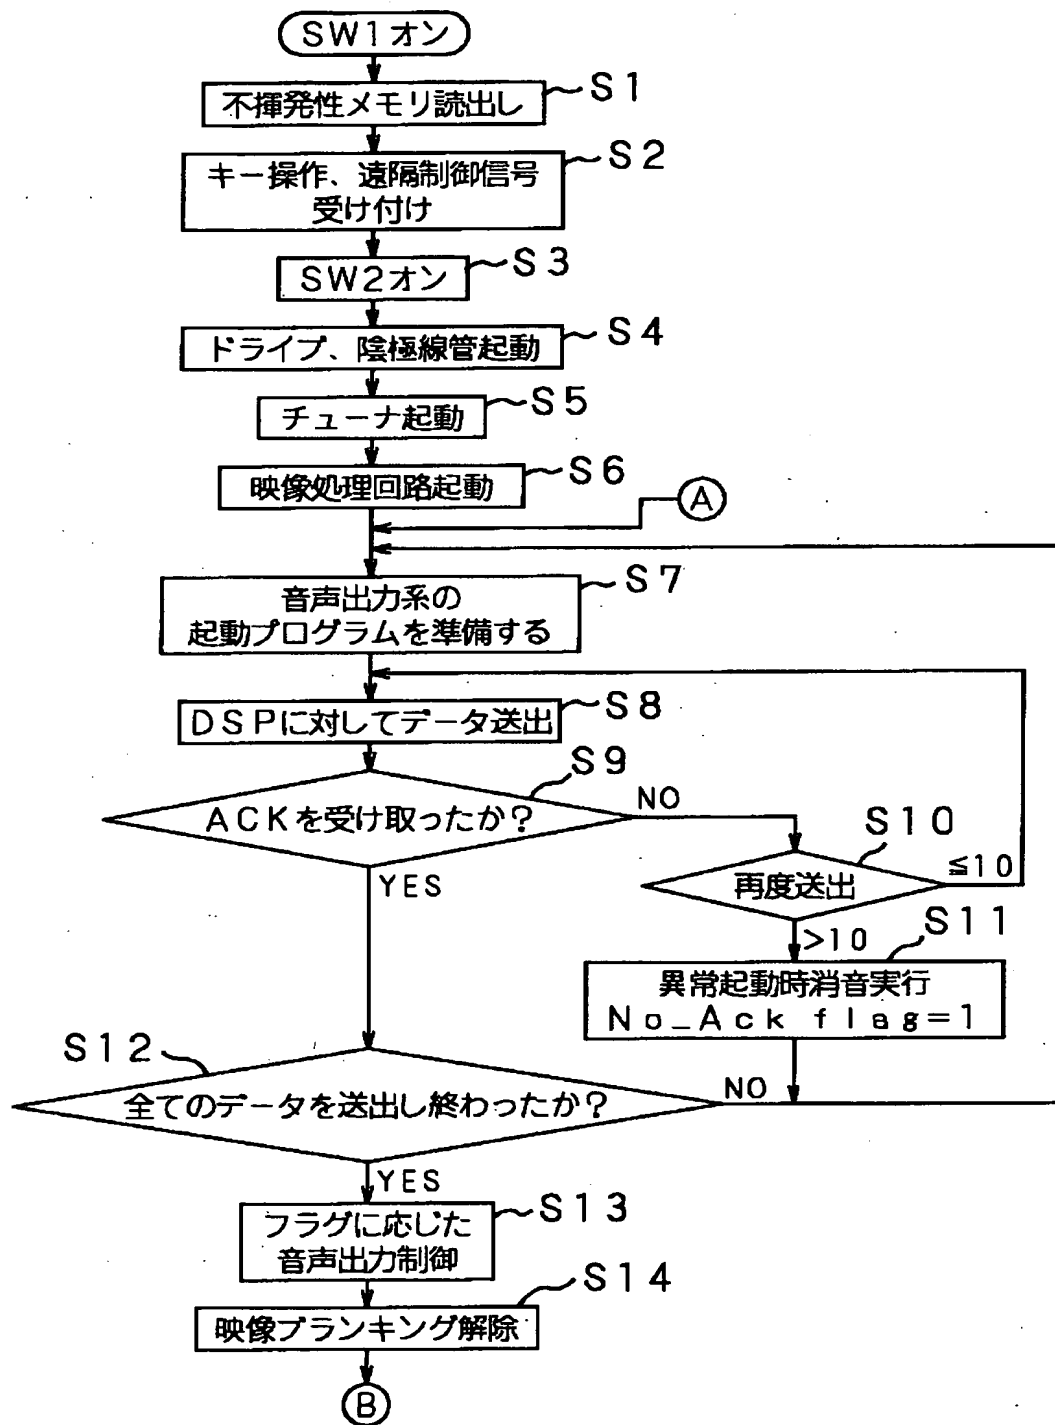 SW1オン
S1
不揮発性メモリ読出し
S2
キー操作、遠隔制御信号
受け付け
S3
SW2オン
S4
ドライブ、陰極線管起動
S5
チューナ起動
S6
映像処理回路起動
A
S7
音声出力系の
起動プログラムを準備する
S8
DSPに対してデータ送出
S9
ACKを受け取ったか?
NO
YES
S10
再度送出
≦10
>10
S11
異常起動時消音実行
No_Ack flag=1
S12
全てのデータを送出し終わったか?
NO
YES
S13
フラグに応じた
音声出力制御
S14
映像ブランキング解除
B